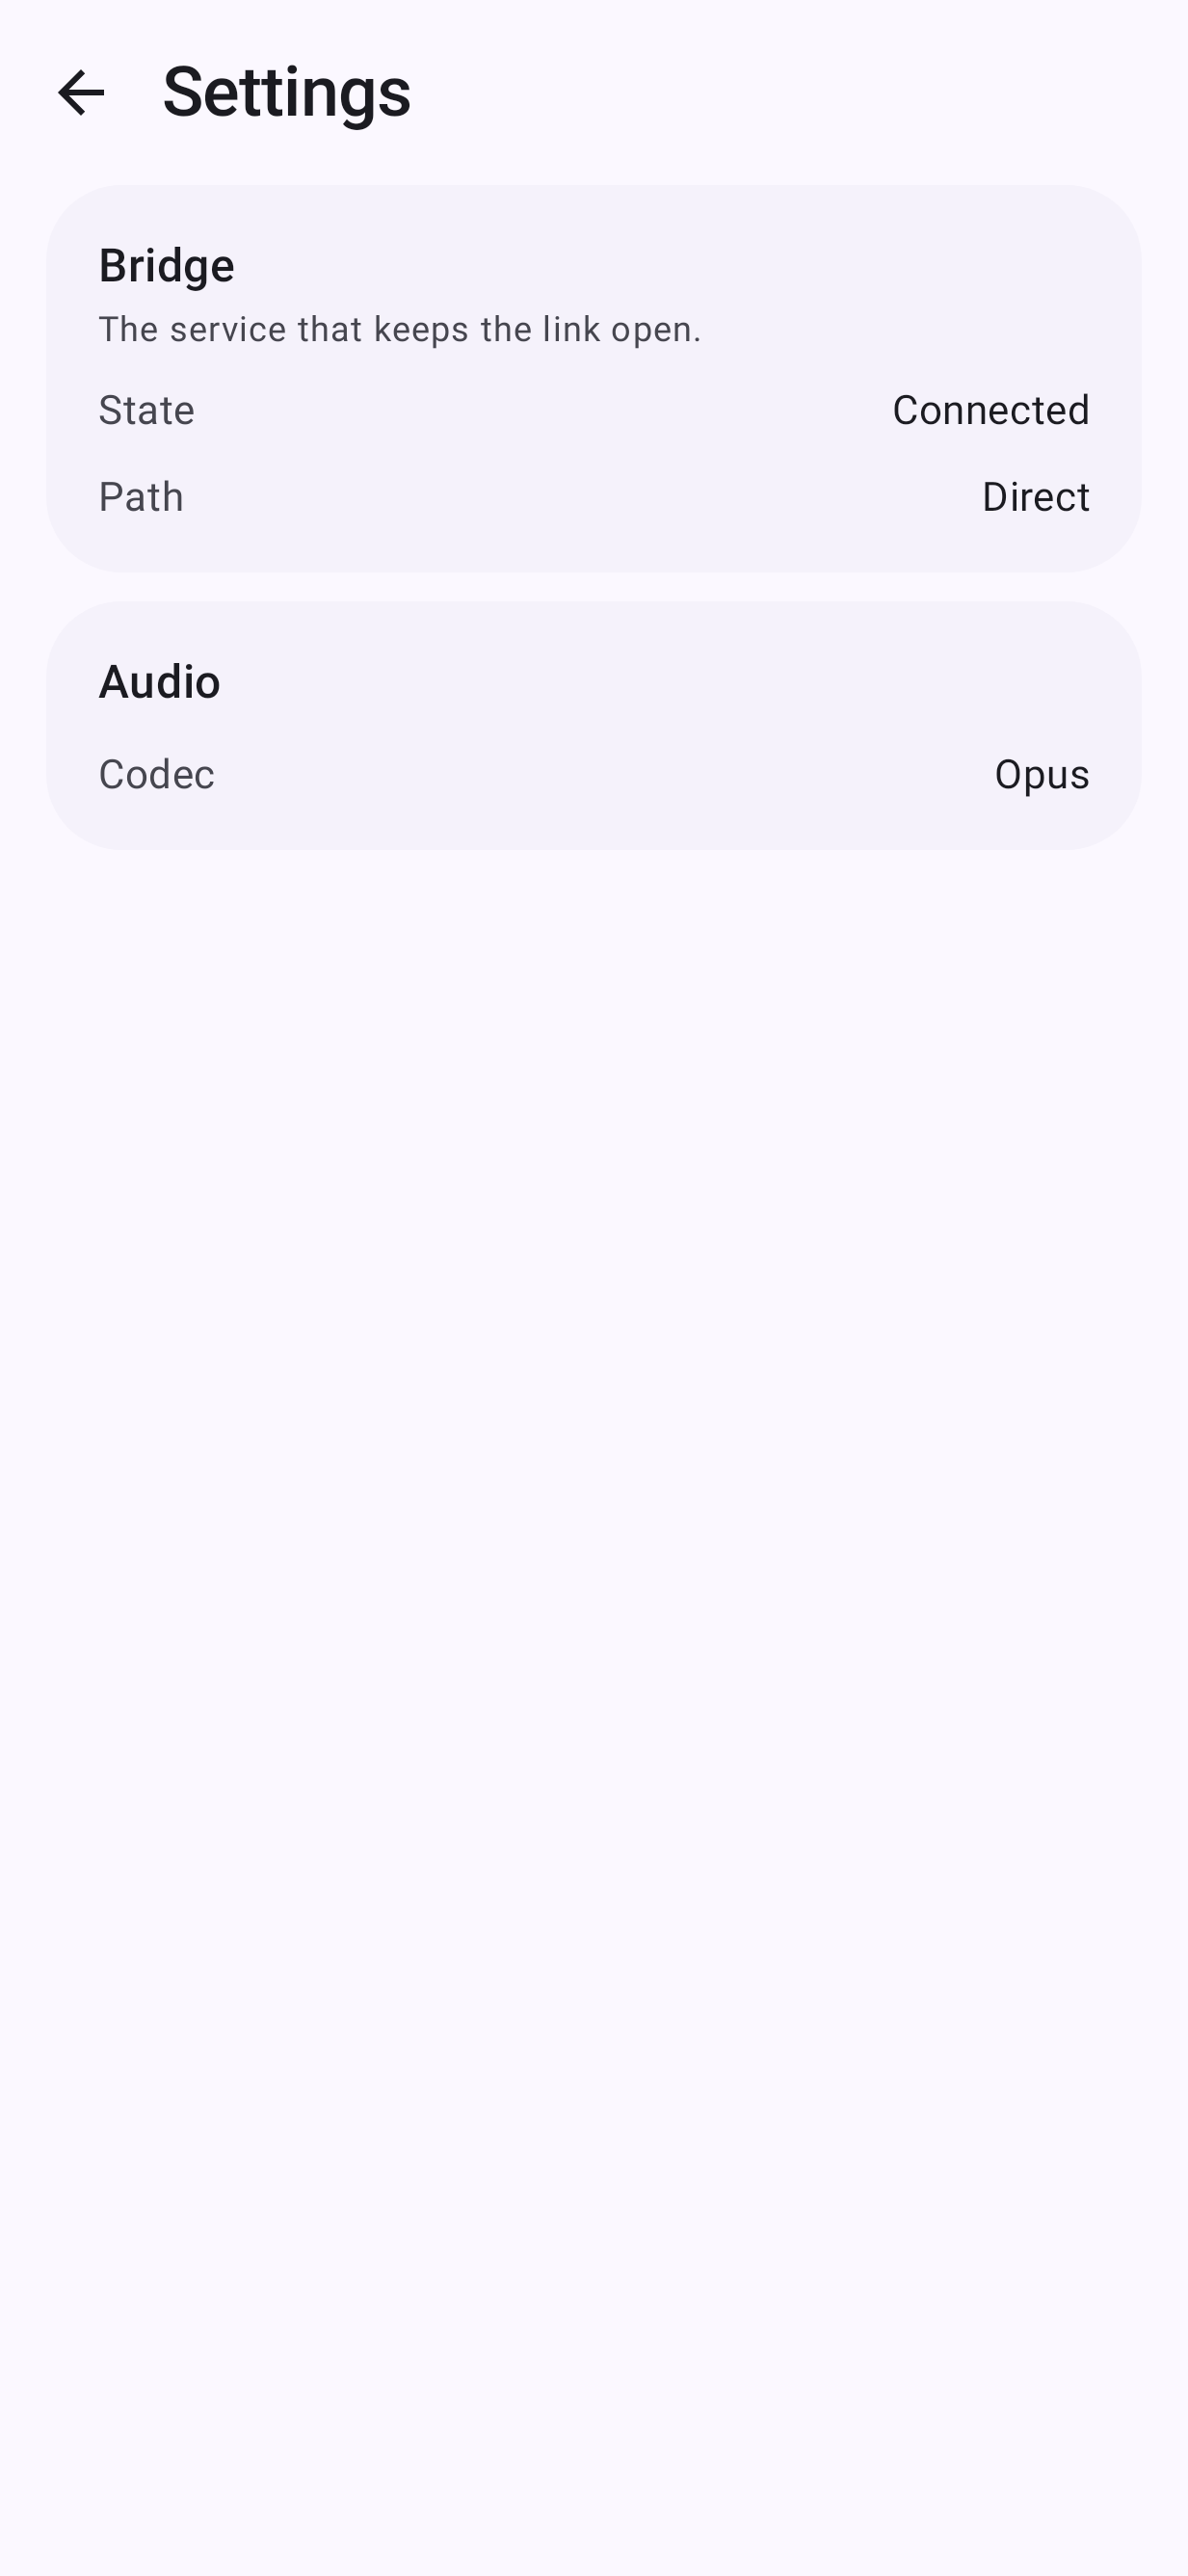 Settings
Bridge
The service that keeps the link open.
State Connected
Path Direct
Audio
Codec Opus